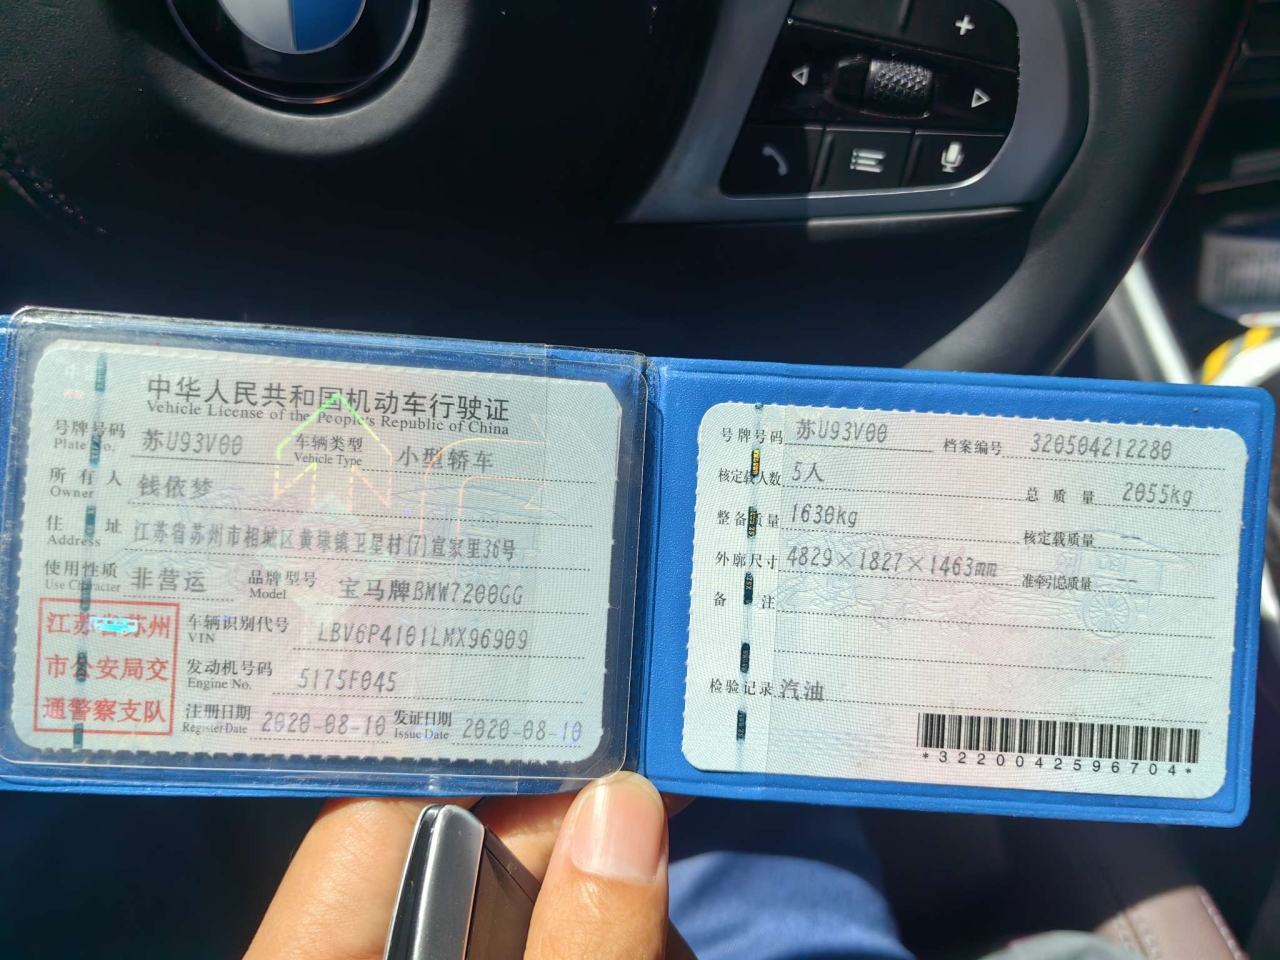 中华人民共和国机动车行驶证
Vehicle License of the People's Republic of China
号牌号码 苏U93V00 车辆类型 小型轿车
Plate No. Vehicle Type
所有人 钱依梦
Owner
住址 江苏省苏州市相城区黄埭镇卫星村(7)宣家里36号
Address
使用性质 非营运 品牌型号 宝马牌BMW7200GG
Use Character Model
江苏省苏州
市公安局交
通警察支队
车辆识别代号 LBV6P4101LMX96909
VIN
发动机号码 5175F045
Engine No.
注册日期 2020-08-10 发证日期 2020-08-10
Register Date Issue Date
号牌号码 苏U93V00 档案编号 320504212280
核定载人数 5人 总质量 2055kg
整备质量 1630kg 核定载质量 --
外廓尺寸 4829×1827×1463mm 准牵引总质量 --
备注
检验记录 汽油
*3220042596704*